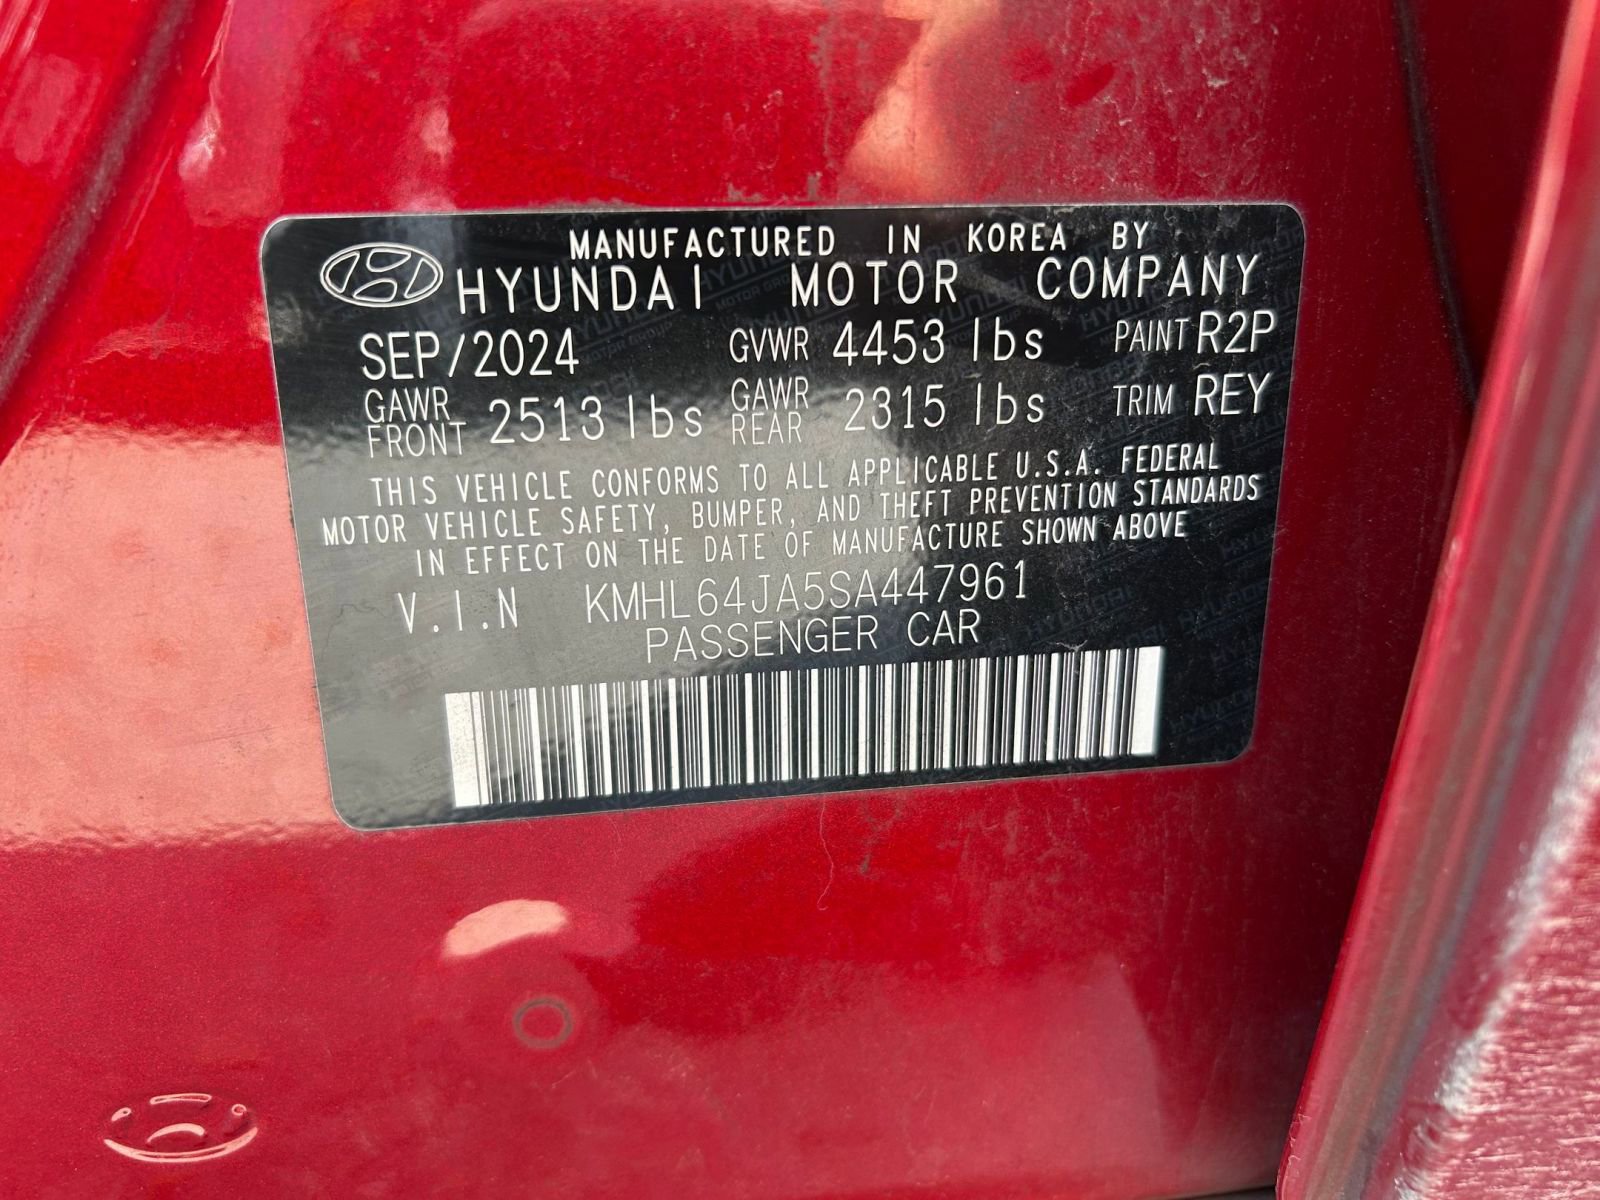 MANUFACTURED IN KOREA BY
HYUNDAI MOTOR COMPANY
SEP/2024 GVWR 4453 lbs PAINT R2P
GAWR FRONT 2513 lbs GAWR REAR 2315 lbs TRIM REY
THIS VEHICLE CONFORMS TO ALL APPLICABLE U.S.A. FEDERAL
MOTOR VEHICLE SAFETY, BUMPER, AND THEFT PREVENTION STANDARDS
IN EFFECT ON THE DATE OF MANUFACTURE SHOWN ABOVE
V.I.N KMHL64JA5SA447961
PASSENGER CAR